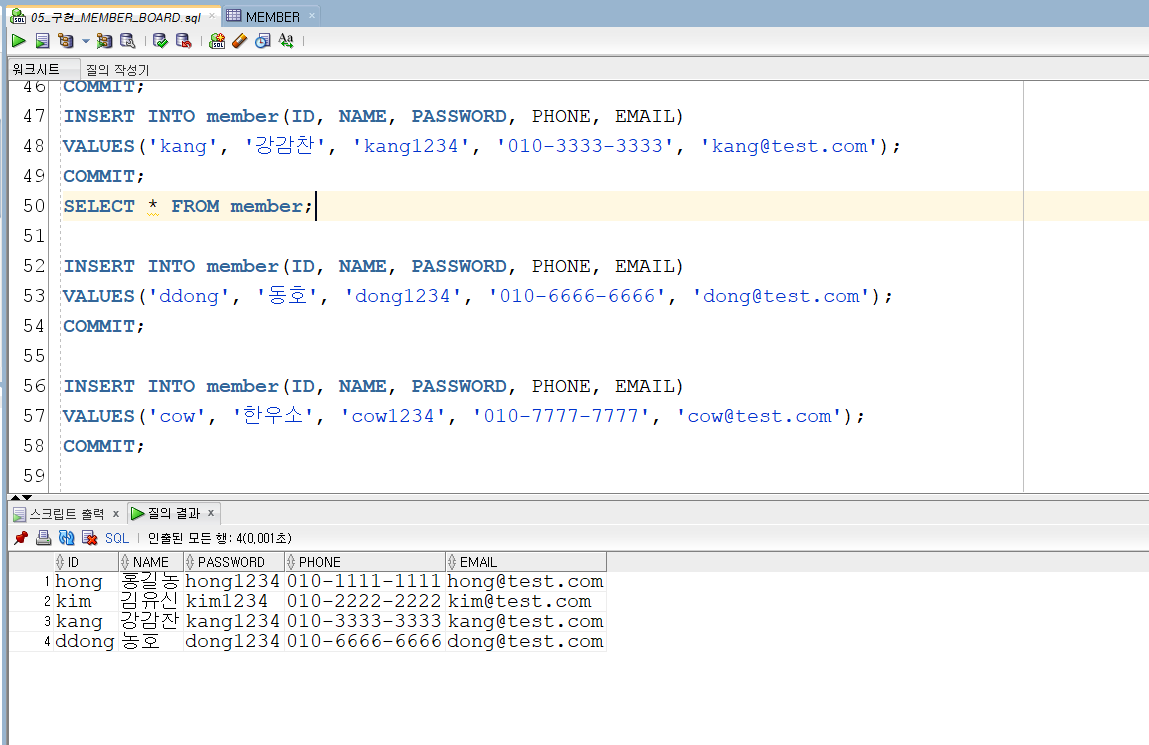 05_구현_MEMBER_BOARD.sql × MEMBER ×
워크시트 질의 작성기
46 COMMIT;
47 INSERT INTO member(ID, NAME, PASSWORD, PHONE, EMAIL)
48 VALUES('kang', '강감찬', 'kang1234', '010-3333-3333', 'kang@test.com');
49 COMMIT;
50 SELECT * FROM member;
51
52 INSERT INTO member(ID, NAME, PASSWORD, PHONE, EMAIL)
53 VALUES('ddong', '동호', 'dong1234', '010-6666-6666', 'dong@test.com');
54 COMMIT;
55
56 INSERT INTO member(ID, NAME, PASSWORD, PHONE, EMAIL)
57 VALUES('cow', '한우소', 'cow1234', '010-7777-7777', 'cow@test.com');
58 COMMIT;
59
스크립트 출력 × 질의 결과 ×
SQL | 인출된 모든 행: 4(0,001초)
ID NAME PASSWORD PHONE EMAIL
1 hong 홍길동 hong1234 010-1111-1111 hong@test.com
2 kim 김유신 kim1234 010-2222-2222 kim@test.com
3 kang 강감찬 kang1234 010-3333-3333 kang@test.com
4 ddong 동호 dong1234 010-6666-6666 dong@test.com